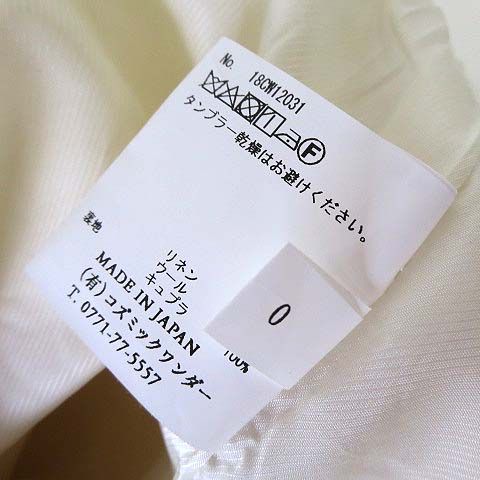 No. 18CW12031
F
タンブラー乾燥はお避けください。
リネン
ウール
裏地 キュプラ 100%
MADE IN JAPAN
(有)コズミックワンダー
T. 0771-77-5557
0